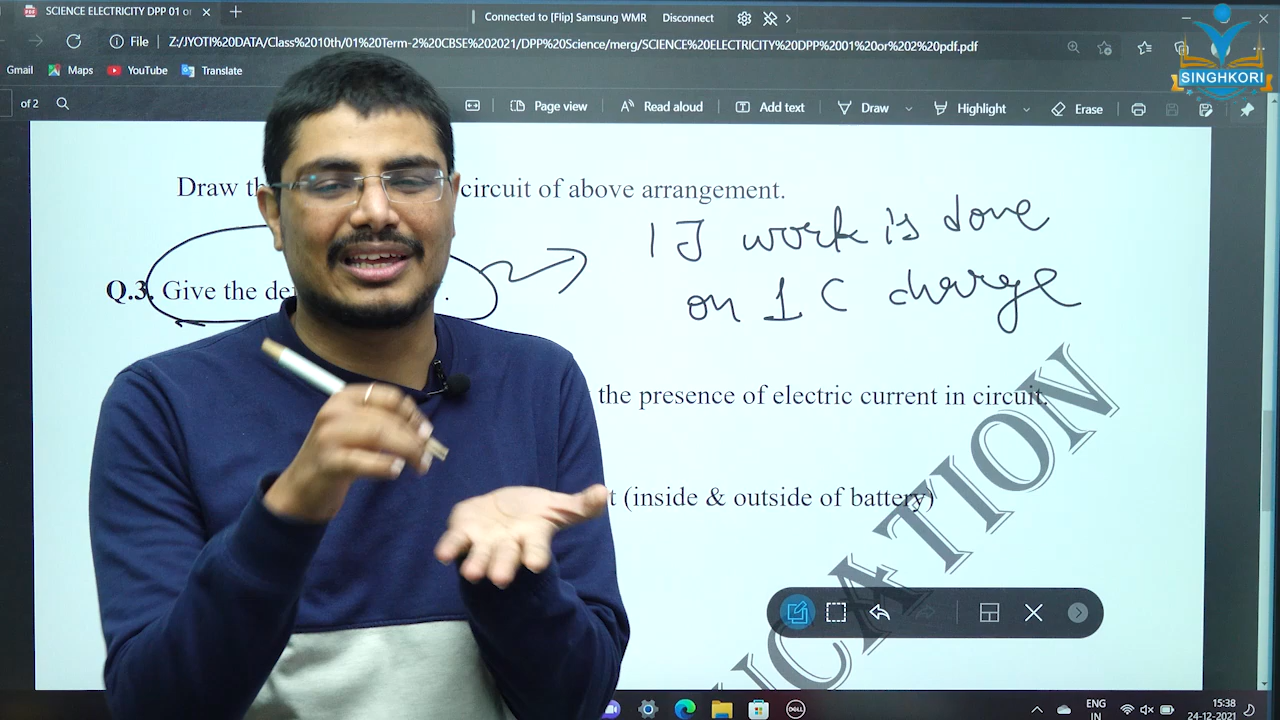 SCIENCE ELECTRICITY DPP 01 or
Connected to [Flip] Samsung WMR Disconnect
File Z:/JYOTI%20DATA/Class%2010th/01%20Term-2%20CBSE%202021/DPP%20Science/merg/SCIENCE%20ELECTRICITY%20DPP%2001%20or%202%20pdf.pdf
SINGHKORI
Gmail Maps YouTube Translate
of 2 Page view Read aloud Add text Draw Highlight Erase
Draw circuit of above arrangement.
1 J work is done
Q.3. Give the
on 1 C charge
the presence of electric current in circuit.
(inside & outside of battery)
ENG 15:38
IN 24-12-2021
DELL